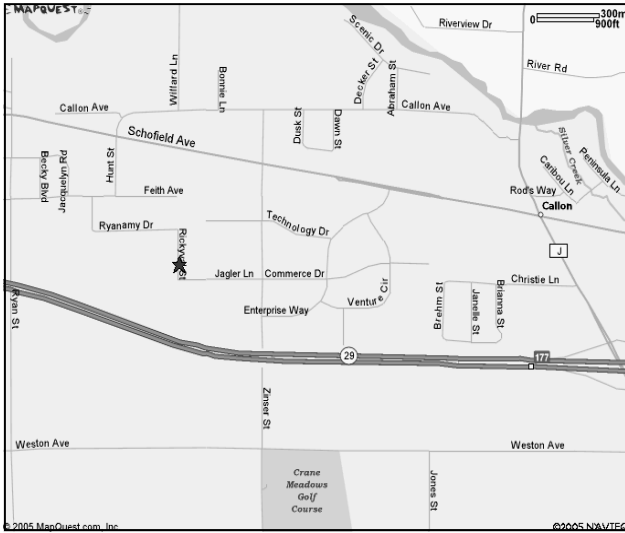 MAPQUEST
300m
0
900ft
Riverview Dr
River Rd
Scenic Dr
Decker St
Abraham St
Willard Ln
Bonnie Ln
Callon Ave
Callon Ave
Dusk St
Dawn St
Schofield Ave
Hunt St
Becky Blvd
Jacquelyn Rd
Feith Ave
Silver Creek
Peninsula Ln
Caribou Ln
Rod's Way
Callon
Ryanamy Dr
Technology Dr
J
Jagler Ln
Commerce Dr
Christie Ln
Venture Cir
Enterprise Way
Brehm St
Janelle St
Brianna St
Ryan St
29
177
Zinser St
Weston Ave
Weston Ave
Crane
Meadows
Golf
Course
Jones St
© 2005 MapQuest.com, Inc
©2005 NAVTEQ